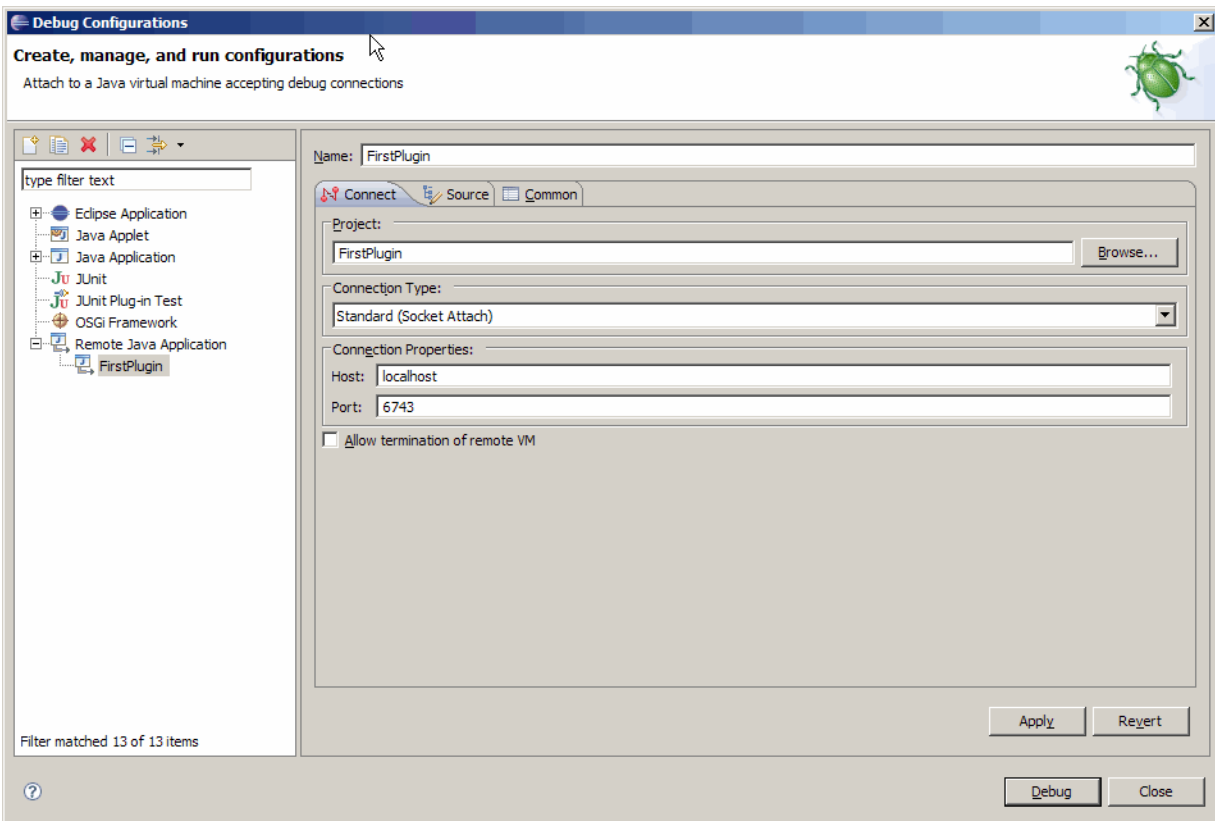 Debug Configurations
Create, manage, and run configurations
Attach to a Java virtual machine accepting debug connections
type filter text
Eclipse Application
Java Applet
Java Application
JUnit
JUnit Plug-in Test
OSGi Framework
Remote Java Application
FirstPlugin
Filter matched 13 of 13 items
Name: FirstPlugin
Connect Source Common
Project:
FirstPlugin Browse...
Connection Type:
Standard (Socket Attach)
Connection Properties:
Host: localhost
Port: 6743
Allow termination of remote VM
Apply Revert
Debug Close